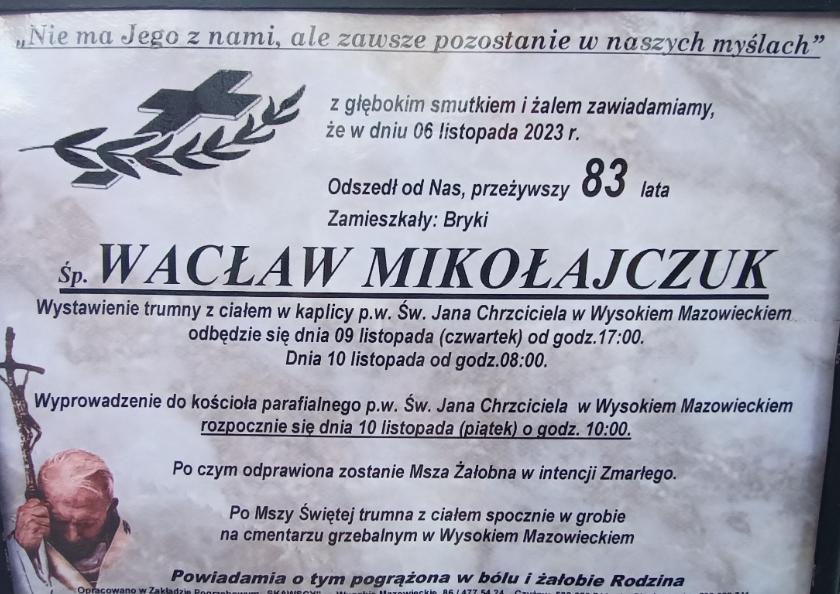 „Nie ma Jego z nami, ale zawsze pozostanie w naszych myślach”
z głębokim smutkiem i żalem zawiadamiamy,
że w dniu 06 listopada 2023 r.
Odszedł od Nas, przeżywszy 83 lata
Zamieszkały: Bryki
Śp. WACŁAW MIKOŁAJCZUK
Wystawienie trumny z ciałem w kaplicy p.w. Św. Jana Chrzciciela w Wysokiem Mazowieckiem
odbędzie się dnia 09 listopada (czwartek) od godz.17:00.
Dnia 10 listopada od godz.08:00.
Wyprowadzenie do kościoła parafialnego p.w. Św. Jana Chrzciciela w Wysokiem Mazowieckiem
rozpocznie się dnia 10 listopada (piątek) o godz. 10:00.
Po czym odprawiona zostanie Msza Żałobna w intencji Zmarłego.
Po Mszy Świętej trumna z ciałem spocznie w grobie
na cmentarzu grzebalnym w Wysokiem Mazowieckiem
Powiadamia o tym pogrążona w bólu i żałobie Rodzina
Opracowano w Zakładzie Pogrzebowym